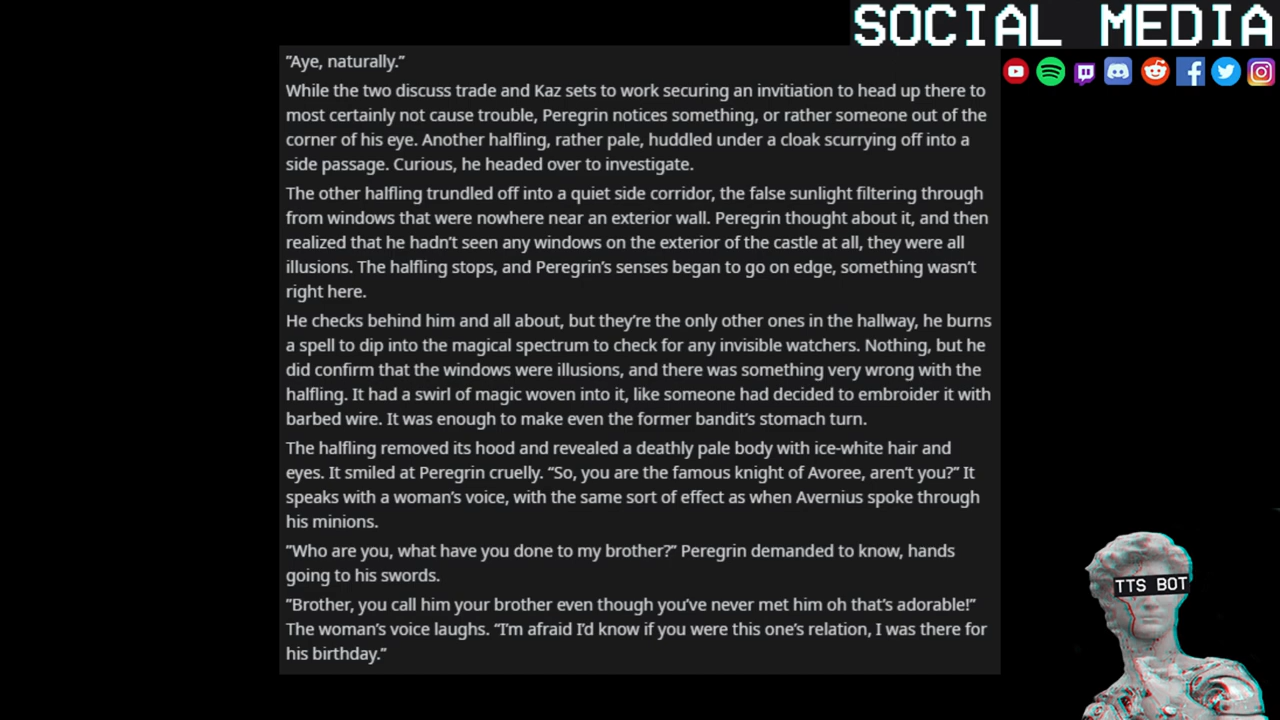 SOCIAL MEDIA
"Aye, naturally."
While the two discuss trade and Kaz sets to work securing an invitiation to head up there to
most certainly not cause trouble, Peregrin notices something, or rather someone out of the
corner of his eye. Another halfling, rather pale, huddled under a cloak scurrying off into a
side passage. Curious, he headed over to investigate.
The other halfling trundled off into a quiet side corridor, the false sunlight filtering through
from windows that were nowhere near an exterior wall. Peregrin thought about it, and then
realized that he hadn't seen any windows on the exterior of the castle at all, they were all
illusions. The halfling stops, and Peregrin's senses began to go on edge, something wasn't
right here.
He checks behind him and all about, but they're the only other ones in the hallway, he burns
a spell to dip into the magical spectrum to check for any invisible watchers. Nothing, but he
did confirm that the windows were illusions, and there was something very wrong with the
halfling. It had a swirl of magic woven into it, like someone had decided to embroider it with
barbed wire. It was enough to make even the former bandit's stomach turn.
The halfling removed its hood and revealed a deathly pale body with ice-white hair and
eyes. It smiled at Peregrin cruelly. "So, you are the famous knight of Avoree, aren't you?" It
speaks with a woman's voice, with the same sort of effect as when Avernius spoke through
his minions.
"Who are you, what have you done to my brother?" Peregrin demanded to know, hands
going to his swords.
"Brother, you call him your brother even though you've never met him oh that's adorable!"
The woman's voice laughs. "I'm afraid I'd know if you were this one's relation, I was there for
his birthday."
TTS BOT